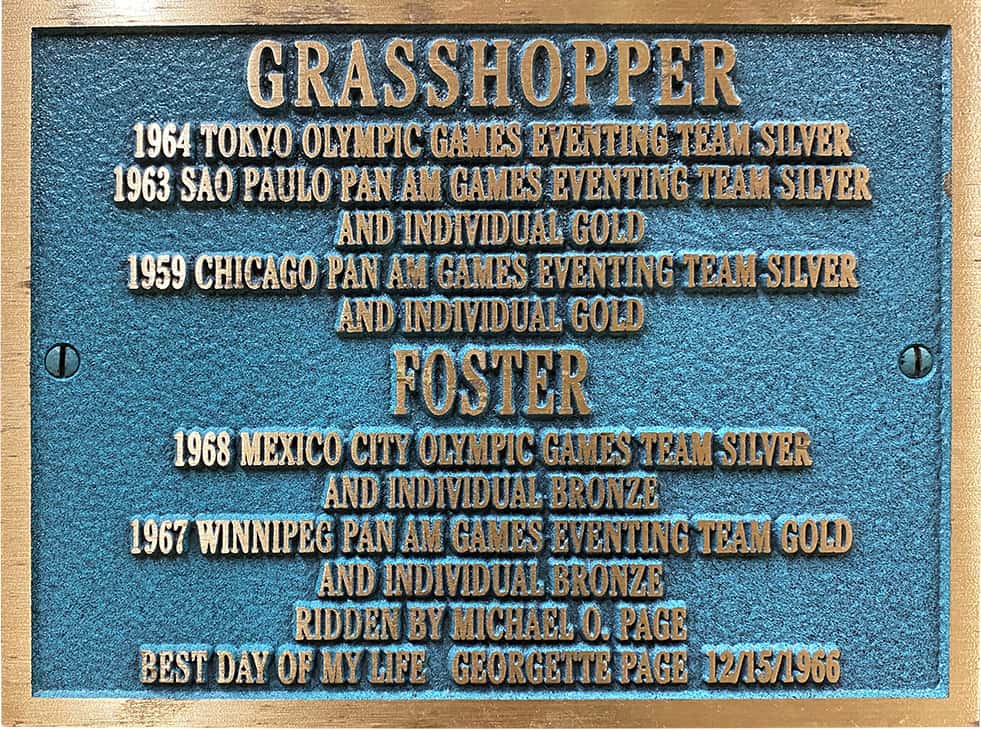 GRASSHOPPER
1964 TOKYO OLYMPIC GAMES EVENTING TEAM SILVER
1963 SAO PAULO PAN AM GAMES EVENTING TEAM SILVER
AND INDIVIDUAL GOLD
1959 CHICAGO PAN AM GAMES EVENTING TEAM SILVER
AND INDIVIDUAL GOLD
FOSTER
1968 MEXICO CITY OLYMPIC GAMES TEAM SILVER
AND INDIVIDUAL BRONZE
1967 WINNIPEG PAN AM GAMES EVENTING TEAM GOLD
AND INDIVIDUAL BRONZE
RIDDEN BY MICHAEL O. PAGE
BEST DAY OF MY LIFE GEORGETTE PAGE 12/15/1966